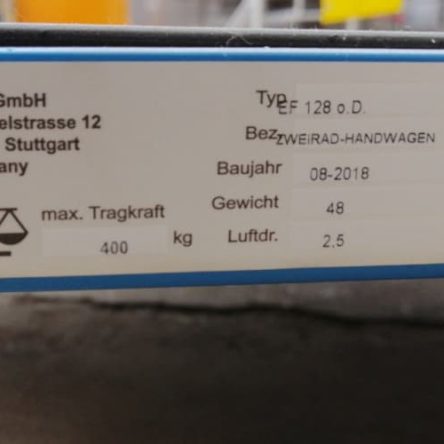 GmbH
elstrasse 12
Stuttgart
any
max. Tragkraft
400 kg
Typ EF 128 o.D.
Bez. ZWEIRAD-HANDWAGEN
Baujahr 08-2018
Gewicht 48
Luftdr. 2.5